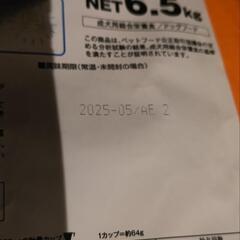 NET6.5kg
成犬用総合栄養食／ドッグフード
この商品は、ペットフード公正取引協議会の定
める分析試験の結果、成犬用総合栄養食の基準
を満たすことが証明されています。
賞味期限(常温・未開封の場合)
2025-05/AE 2
1カップ=約64g